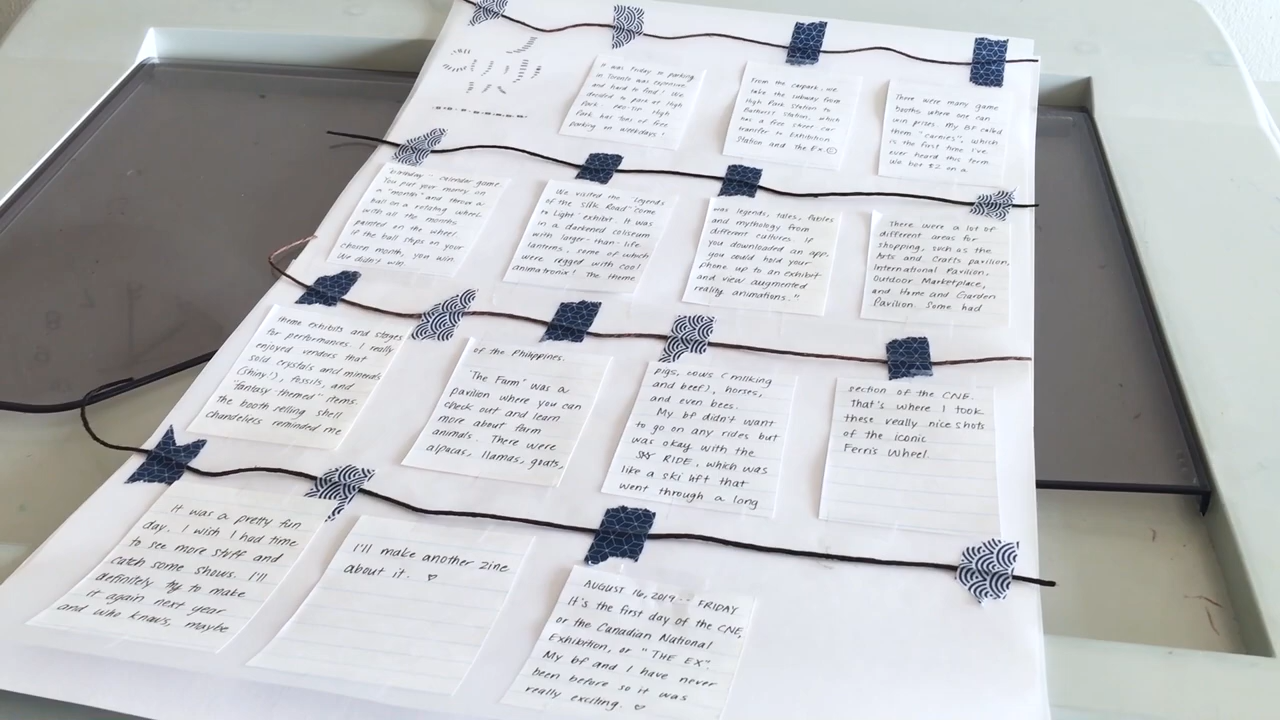 It was Friday so parking
in Toronto was expensive
and hard to find! We
decided to park at High
Park. Pro-Tip: High
Park has tons of free
parking on weekdays!
From the carpark, we
take the subway from
High Park Station to
Bathurst Station, which
has a free street car
transfer to Exhibition
Station and the Ex
There were many game
booths where one can
win prizes. My BF called
them "carnies", which
is the first time I've
ever heard this term.
We bet $2 on a
"birthday" calendar game.
You put your money on
a "month" and throw a
ball on a rotating wheel
with all the months
painted on the wheel.
If the ball stops on your
chosen month, you win.
We didn't win.
We visited the "Legends
of the Silk Road" "Come
to Light" exhibit. It was
in a darkened coliseum
with larger-than-life
lanterns, some of which
were rigged with cool
animatronix! The theme
was legends, tales, fables
and mythology from
different cultures. If
you downloaded an app,
you could hold your
phone up to an exhibit
and view augmented
reality animations.!!
There were a lot of
different areas for
shopping, such as the
Arts and Crafts pavilion,
International Pavilion,
Outdoor Marketplace,
and Home and Garden
Pavilion. Some had
theme exhibits and stages
for performances. I really
enjoyed vendors that
sold crystals and minerals
(shiny!), fossils, and
"fantasy-themed" items.
The booth selling shell
chandeliers reminded me
of the Philippines.
"The Farm" was a
pavilion where you can
check out and learn
more about farm
animals. There were
alpacas, llamas, goats,
pigs, cows (milking
and beef), horses,
and even bees.
My bf didn't want
to go on any rides but
was okay with the
SKY RIDE, which was
like a ski lift that
went through a long
section of the CNE.
That's where I took
these really nice shots
of the iconic
Ferris Wheel.
It was a pretty fun
day. I wish I had time
to see more stuff and
catch some shows. I'll
definitely try to make
it again next year
and who knows, maybe
I'll make another zine
about it. ♡
AUGUST 16, 2019 -- FRIDAY
It's the first day of the CNE,
or the Canadian National
Exhibition, or "THE EX".
My bf and I have never
been before so it was
really exciting. ♡